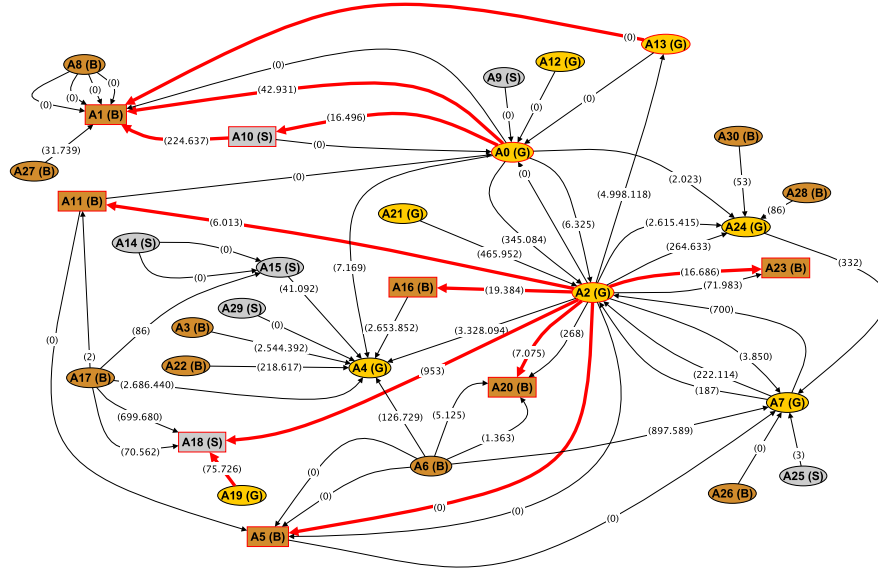 A13 (G)
(0)
A8 (B)
A12 (G)
(0)
A9 (S)
(0)
(0)
(0)
(0)
(0)
(42.931)
(0)
(0)
(0)
A1 (B)
(16.496)
A10 (S)
(224.637)
A30 (B)
(0)
A0 (G)
(31.739)
A27 (B)
(0)
(0)
(53)
(2.023)
(4.998.118)
A28 (B)
A11 (B)
(86)
A21 (G)
(6.013)
(6.325)
A24 (G)
(2.615.415)
A14 (S)
(0)
(345.084)
(264.633)
(465.952)
(332)
(7.169)
A15 (S)
A23 (B)
(0)
(16.686)
(71.983)
A16 (B)
(19.384)
A2 (G)
(41.092)
A29 (S)
(700)
(0)
A3 (B)
(2.653.852)
(3.328.094)
(268)
(0)
(86)
(2.544.392)
(7.075)
(3.850)
(2)
A22 (B)
(218.617)
A4 (G)
(953)
(222.114)
A17 (B)
(2.686.440)
A20 (B)
(187)
A7 (G)
(699.680)
(126.729)
(5.125)
A18 (S)
(1.363)
(897.589)
(70.562)
(0)
A6 (B)
(75.726)
A25 (S)
(3)
(0)
A19 (G)
(0)
A26 (B)
(0)
(0)
A5 (B)
(0)